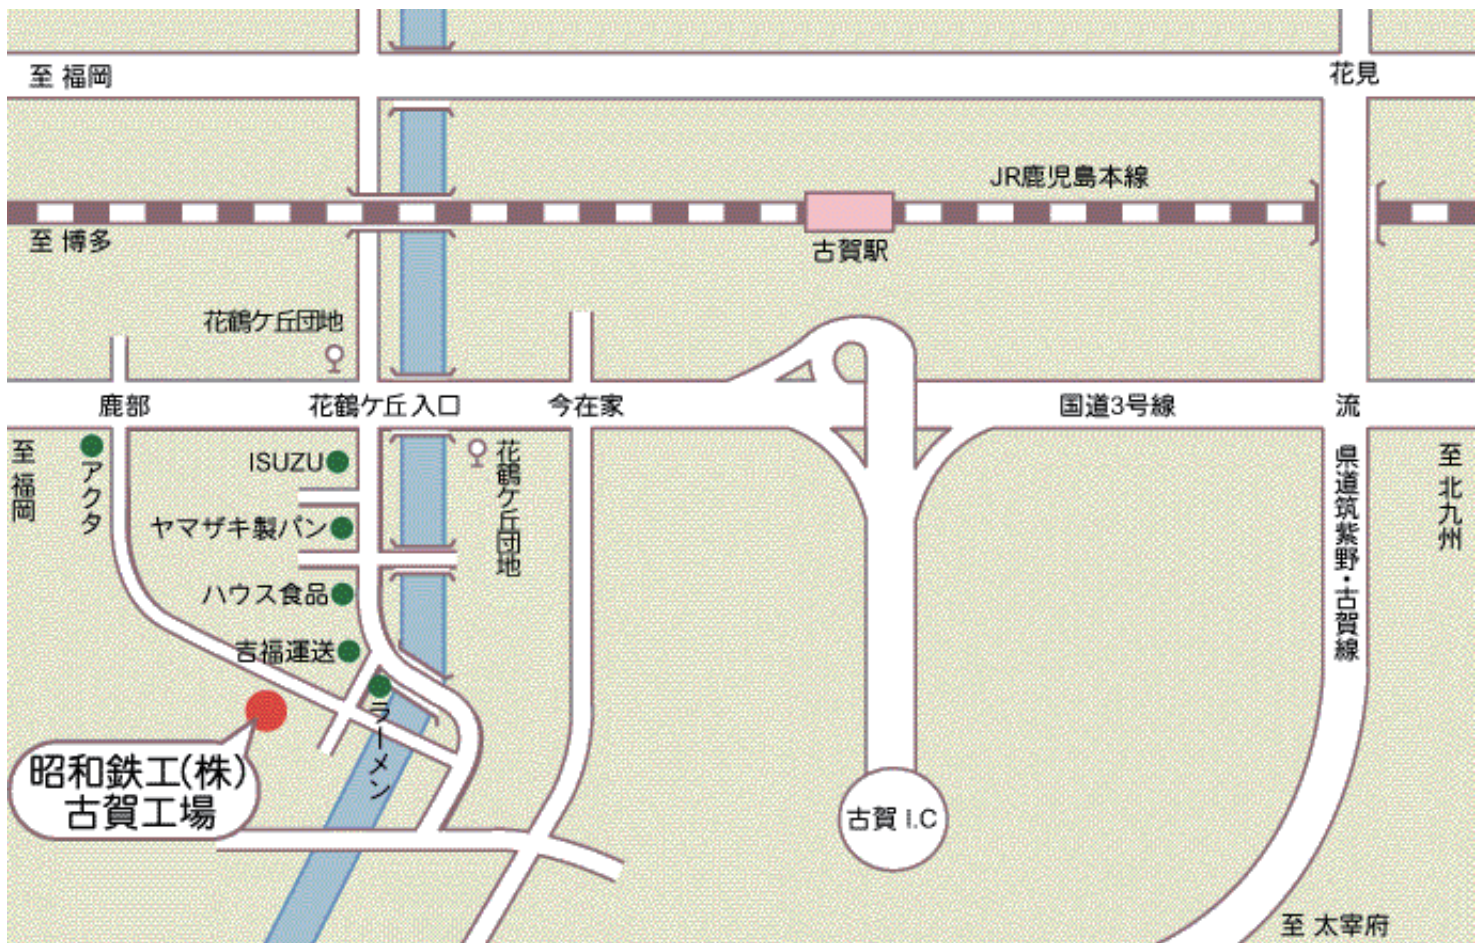 至 福岡
花見
JR鹿児島本線
至 博多
古賀駅
花鶴ケ丘団地
鹿部
花鶴ケ丘入口
今在家
国道3号線
流
至 福岡
アクタ
ISUZU
花鶴ケ丘団地
県道筑紫野・古賀線
至 北九州
ヤマザキ製パン
ハウス食品
吉福運送
ラーメン
昭和鉄工(株)
古賀工場
古賀 I.C
至 太宰府